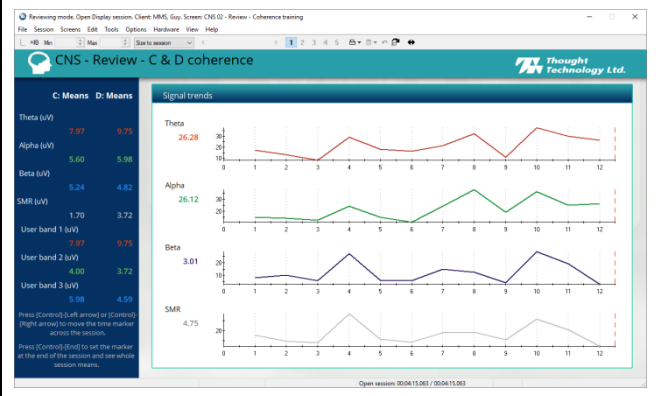 Reviewing mode. Open Display session. Client: MMS, Guy. Screen: CNS 02 - Review - Coherence training
File Session Screens Edit Tools Options Hardware View Help
Min Max Size to session 1 2 3 4 5
CNS - Review - C & D coherence
Thought
Technology Ltd.
C: Means D: Means
Theta (uV)
7.97 9.75
Alpha (uV)
5.60 5.98
Beta (uV)
5.24 4.82
SMR (uV)
1.70 3.72
User band 1 (uV)
7.97 9.75
User band 2 (uV)
4.00 3.72
User band 3 (uV)
5.98 4.59
Press [Control]-[Left arrow] or [Control]-
[Right arrow] to move the time marker
across the session.
Press [Control]-[End] to set the marker
at the end of the session and see whole
session means.
Signal trends
Theta
26.28
30
20
10
0 1 2 3 4 5 6 7 8 9 10 11 12
Alpha
26.12
30
20
0 1 2 3 4 5 6 7 8 9 10 11 12
Beta
3.01
20
10
0 1 2 3 4 5 6 7 8 9 10 11 12
SMR
4.75
20
0 1 2 3 4 5 6 7 8 9 10 11 12
Open session: 00:04:15.063 / 00:04:15.063